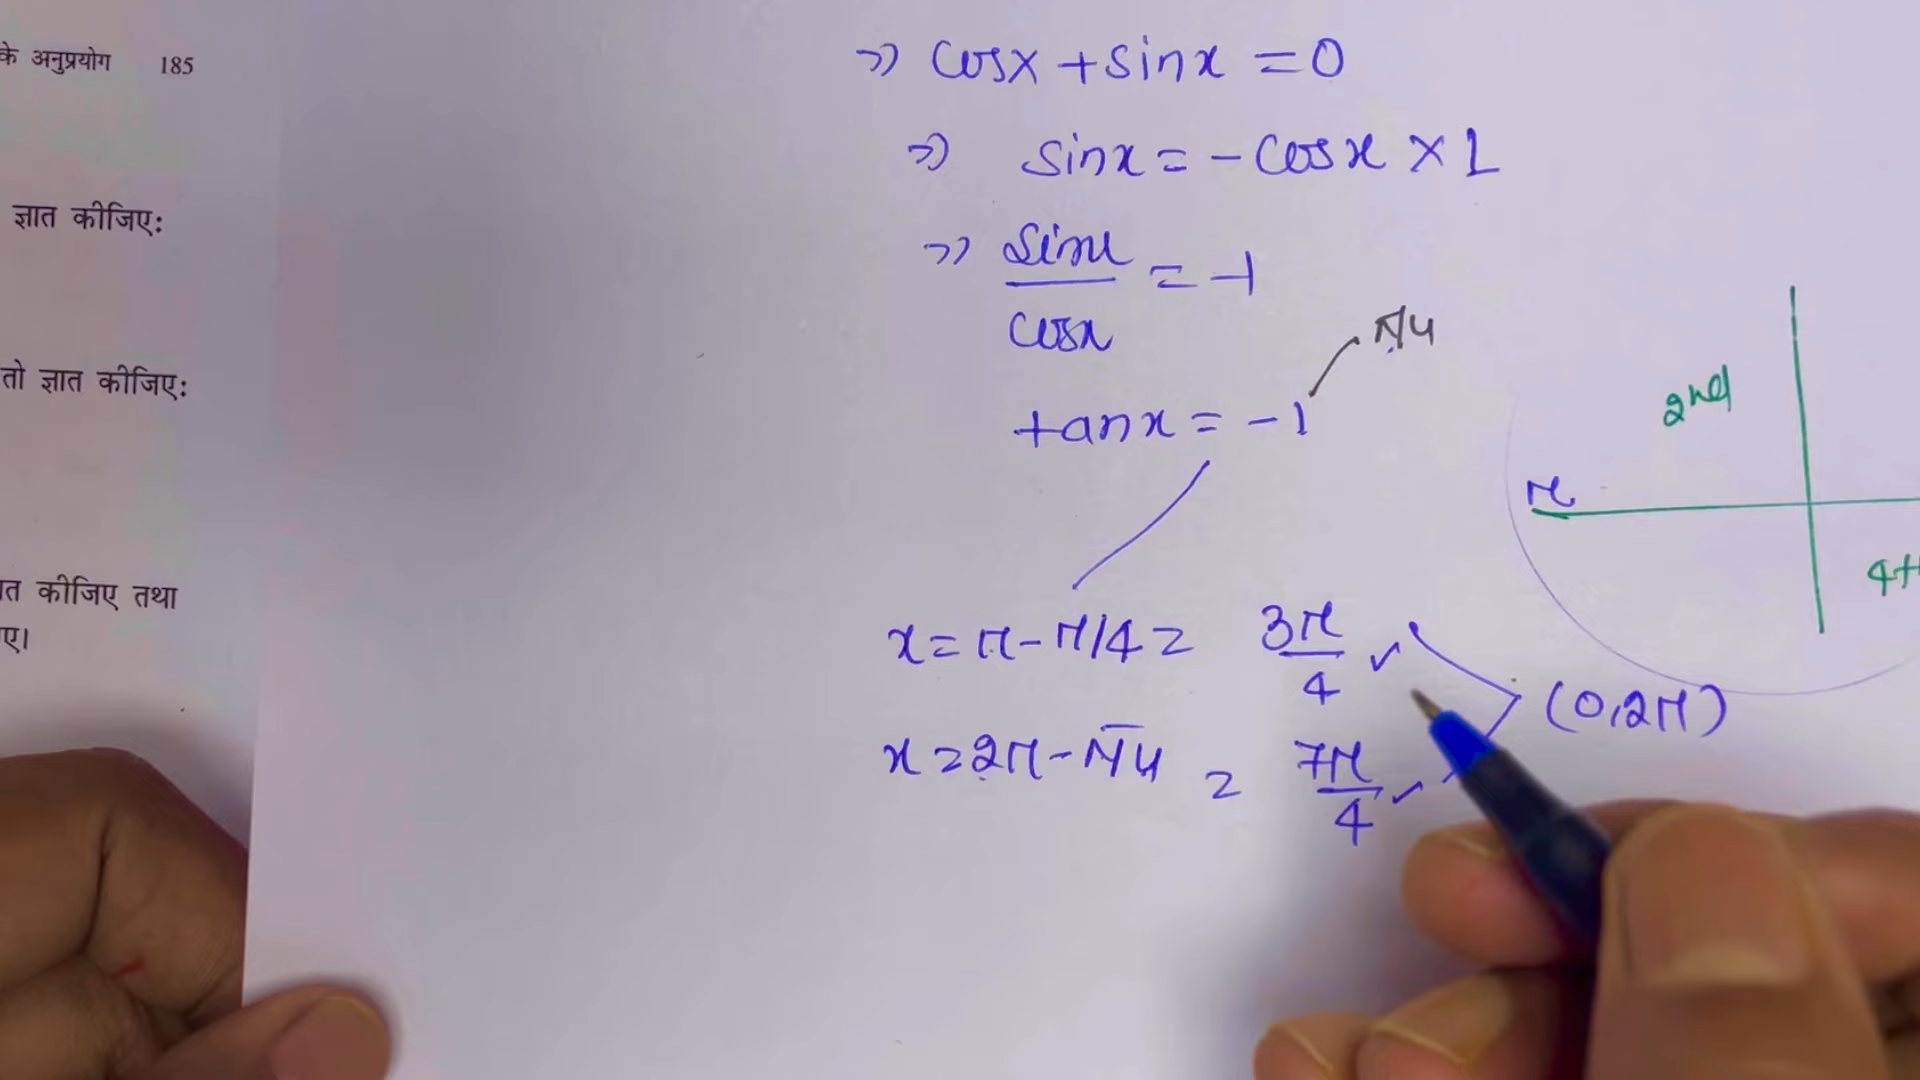 के अनुप्रयोग 185
ज्ञात कीजिए:
तो ज्ञात कीजिए:
त कीजिए तथा
ए।
⇒ cosx + sinx = 0
⇒ sinx = - cosx × 1
⇒ sinx/cosx = -1
π/4
tanx = -1
2nd
π
4th
x = π - π/4 = 3π/4 ✓
(0,2π)
x = 2π - π/4 = 7π/4 ✓